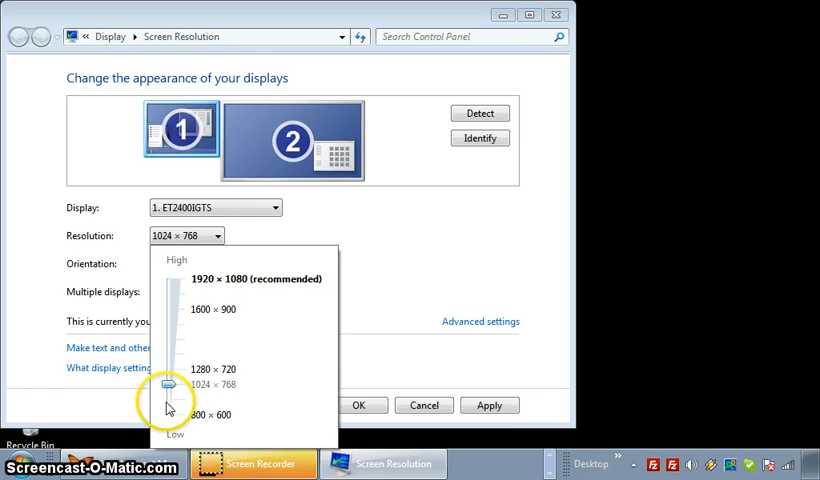 « Display ▸ Screen Resolution
Search Control Panel
Change the appearance of your displays
1
2
Detect
Identify
Display: 1. ET2400IGTS
Resolution: 1024 × 768
Orientation:
Multiple displays:
High
1920 × 1080 (recommended)
1600 × 900
1280 × 720
1024 × 768
800 × 600
Low
This is currently you
Advanced settings
Make text and other
What display setting
OK Cancel Apply
Recycle Bin
Screen Recorder
Screen Resolution
Desktop »
Screencast-O-Matic.com